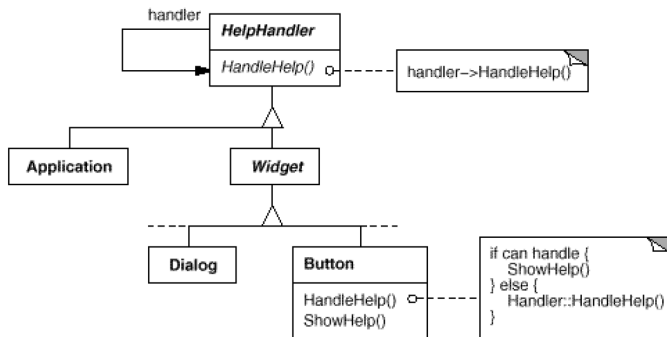 handler
HelpHandler
HandleHelp()
handler->HandleHelp()
Application
Widget
Dialog
Button
HandleHelp()
ShowHelp()
if can handle {
ShowHelp()
} else {
Handler::HandleHelp()
}